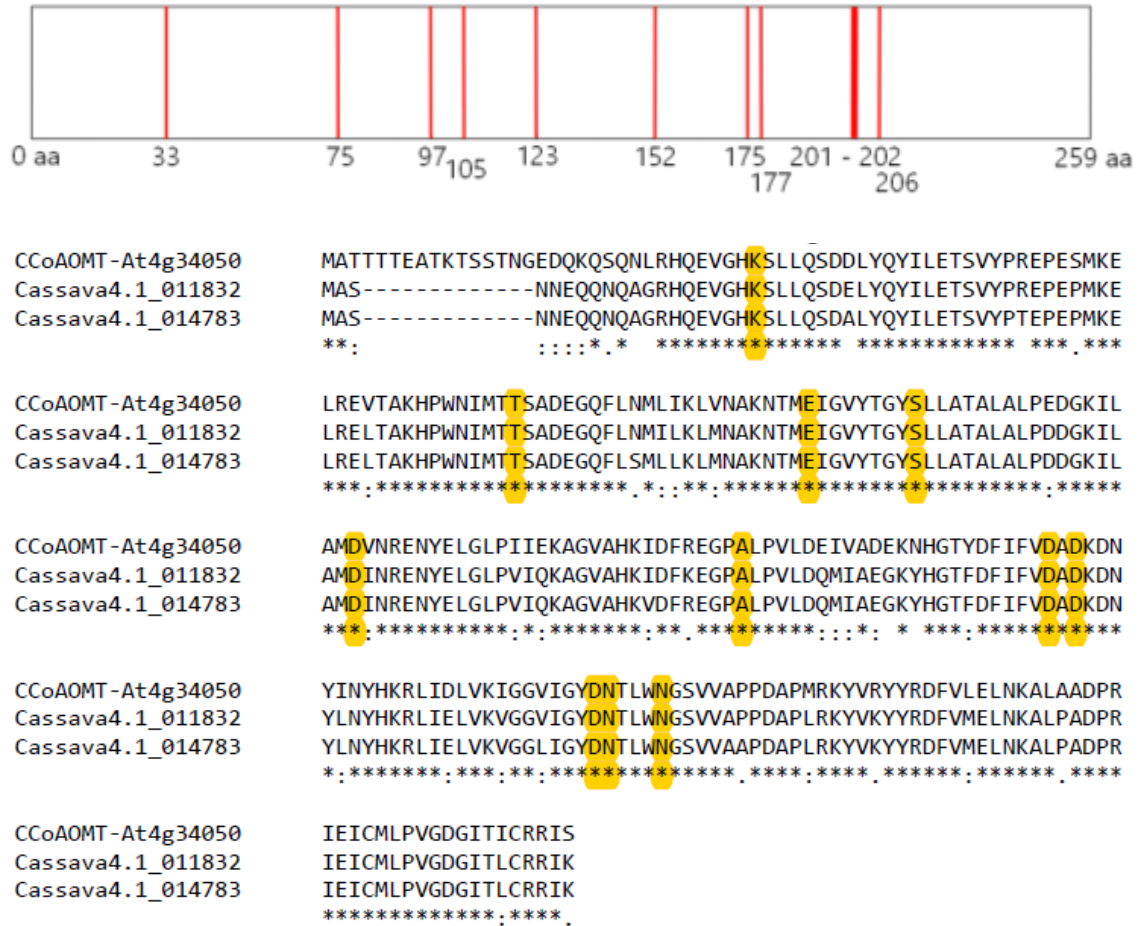 0 aa 33 75 97 105 123 152 175 177 201 - 202 206 259 aa
CCoAOMT-At4g34050 MATTTTEATKTSSTNGEDQKQSQNLRHQEVGHKSLLQSDDLYQYILETSVYPREPESMKE
Cassava4.1_011832 MAS-------------NNEQQNQAGRHQEVGHKSLLQSDELYQYILETSVYPREPEPMKE
Cassava4.1_014783 MAS-------------NNEQQNQAGRHQEVGHKSLLQSDALYQYILETSVYPTEPEPMKE
**: ::::*.* ************** ************ ***.***
CCoAOMT-At4g34050 LREVTAKHPWNIMTTSADEGQFLNMLIKLVNAKNTMEIGVYTGYSLLATALALPEDGKIL
Cassava4.1_011832 LRELTAKHPWNIMTTSADEGQFLNMILKLMNAKNTMEIGVYTGYSLLATALALPDDGKIL
Cassava4.1_014783 LRELTAKHPWNIMTTSADEGQFLSMLLKLMNAKNTMEIGVYTGYSLLATALALPDDGKIL
***:*******************.*::**:************************:*****
CCoAOMT-At4g34050 AMDVNRENYELGLPIIEKAGVAHKIDFREGPALPVLDEIVADEKNHGTYDFIFVDADKDN
Cassava4.1_011832 AMDINRENYELGLPVIQKAGVAHKIDFKEGPALPVLDQMIAEGKYHGTFDFIFVDADKDN
Cassava4.1_014783 AMDINRENYELGLPVIQKAGVAHKVDFREGPALPVLDQMIAEGKYHGTFDFIFVDADKDN
***:**********:*:*******:**.*********:::*: * ***:***********
CCoAOMT-At4g34050 YINYHKRLIDLVKIGGVIGYDNTLWNGSVVAPPDAPMRKYVRYYRDFVLELNKALAADPR
Cassava4.1_011832 YLNYHKRLIELVKVGGVIGYDNTLWNGSVVAPPDAPLRKYVKYYRDFVMELNKALPADPR
Cassava4.1_014783 YLNYHKRLIELVKVGGLIGYDNTLWNGSVVAAPDAPLRKYVKYYRDFVMELNKALPADPR
*:*******:***:**:**************.****:****.******:******.****
CCoAOMT-At4g34050 IEICMLPVGDGITICRRIS
Cassava4.1_011832 IEICMLPVGDGITLCRRIK
Cassava4.1_014783 IEICMLPVGDGITLCRRIK
*************:****.